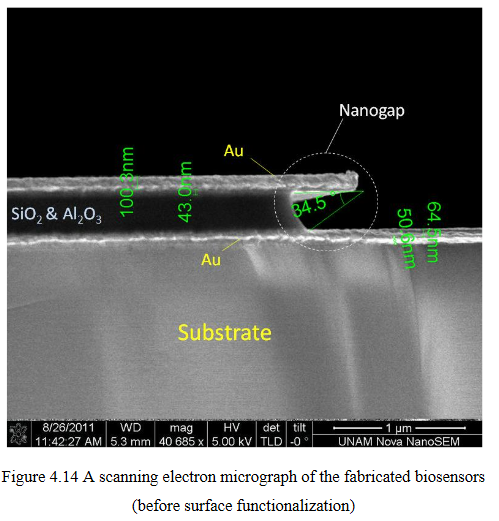 Nanogap
Au
100.3nm
43.0nm
34.5°
SiO₂ & Al₂O₃
Au
50.6nm
64.5nm
Substrate
8/26/2011 WD mag HV det tilt 1 µm
11:42:27 AM 5.3 mm 40 685 x 5.00 kV TLD -0° UNAM Nova NanoSEM
Figure 4.14 A scanning electron micrograph of the fabricated biosensors
(before surface functionalization)